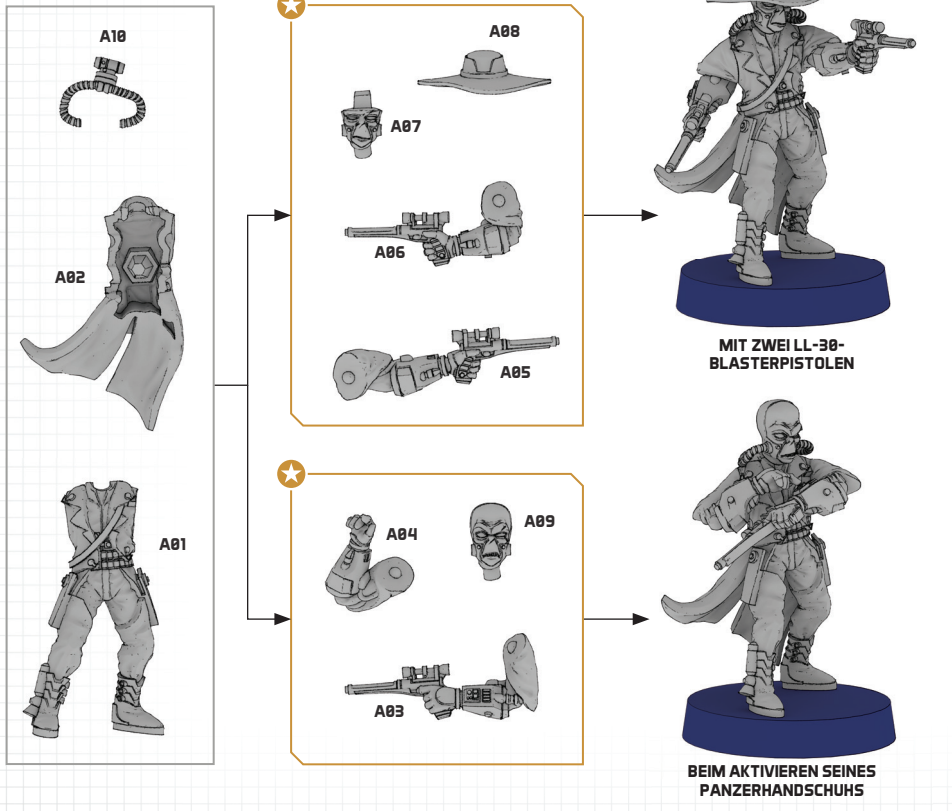 A10
A02
A01
A08
A07
A06
A05
MIT ZWEI LL-30-
BLASTERPISTOLEN
A04
A09
A03
BEIM AKTIVIEREN SEINES
PANZERHANDSCHUHS